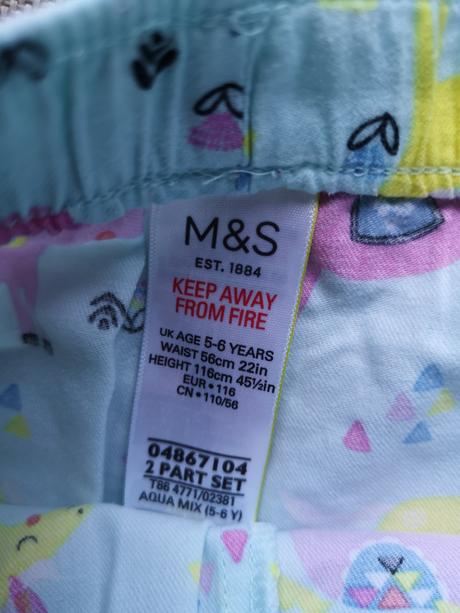 M&S
EST. 1884
KEEP AWAY
FROM FIRE
UK AGE 5-6 YEARS
WAIST 56cm 22in
HEIGHT 116cm 45½in
EUR • 116
CN • 110/56
04867104
2 PART SET
T86 4771/02381
AQUA MIX (5-6 Y)